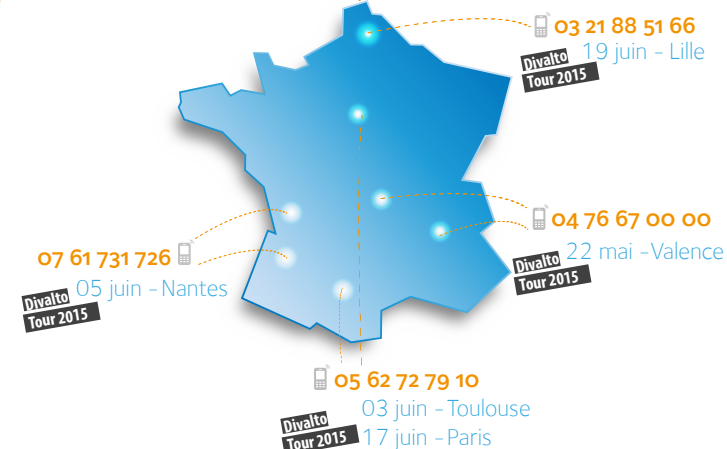 03 21 88 51 66
Divalto
Tour 2015
19 juin - Lille
04 76 67 00 00
Divalto
Tour 2015
22 mai - Valence
07 61 731 726
Divalto
Tour 2015
05 juin - Nantes
05 62 72 79 10
Divalto
Tour 2015
03 juin - Toulouse
17 juin - Paris